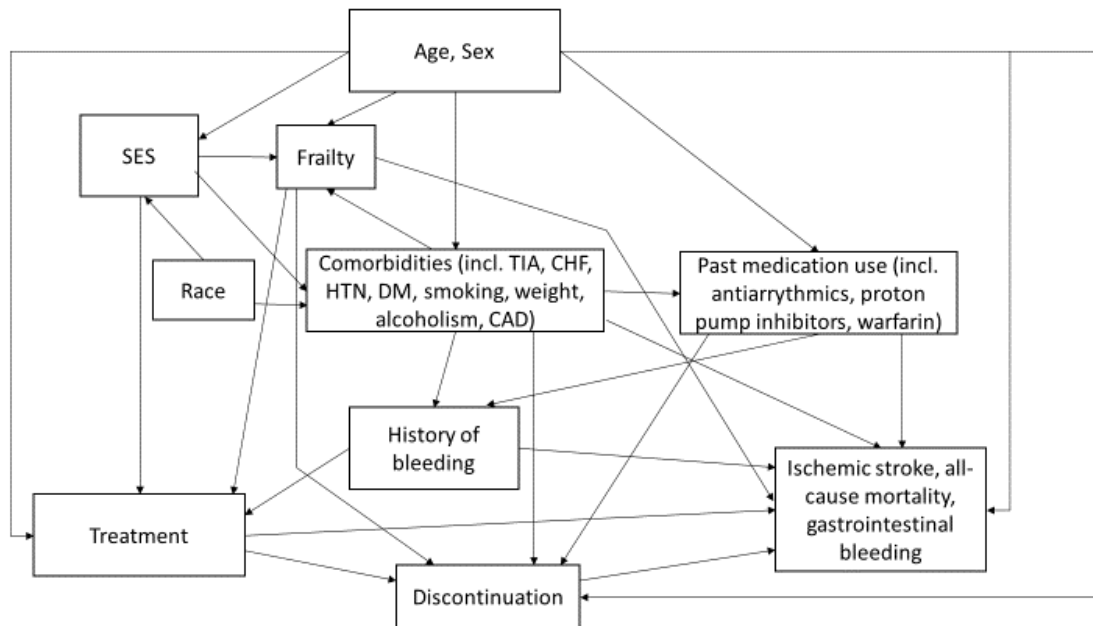 Age, Sex
SES
Frailty
Race
Comorbidities (incl. TIA, CHF,
HTN, DM, smoking, weight,
alcoholism, CAD)
Past medication use (incl.
antiarrythmics, proton
pump inhibitors, warfarin)
History of
bleeding
Ischemic stroke, all-
cause mortality,
gastrointestinal
bleeding
Treatment
Discontinuation